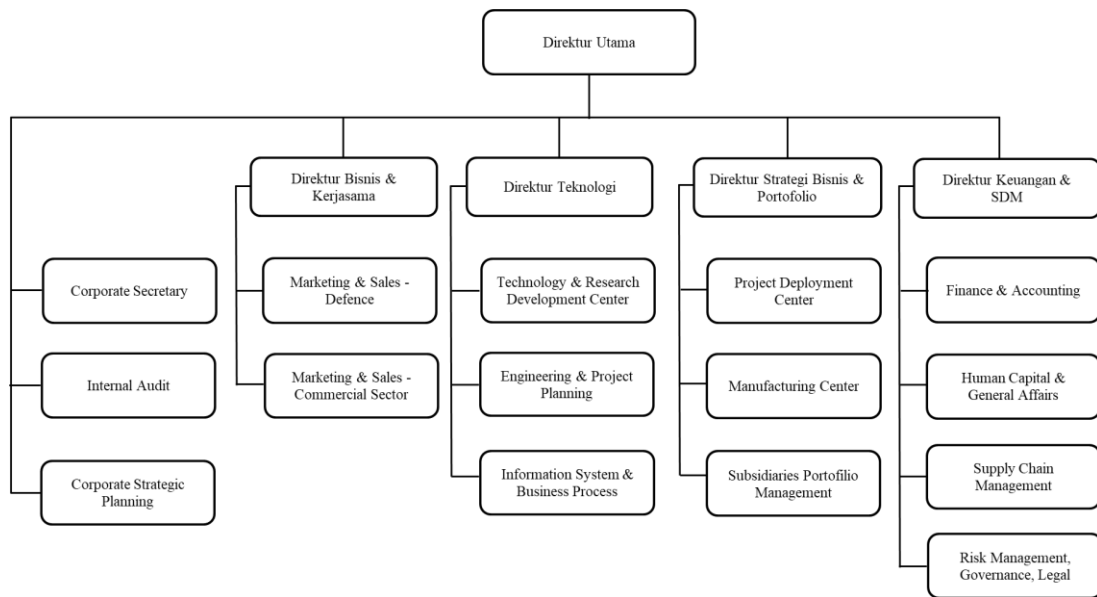 Direktur Utama
Direktur Bisnis &
Kerjasama
Direktur Teknologi
Direktur Strategi Bisnis &
Portofolio
Direktur Keuangan &
SDM
Corporate Secretary
Marketing & Sales -
Defence
Technology & Research
Development Center
Project Deployment
Center
Finance & Accounting
Internal Audit
Marketing & Sales -
Commercial Sector
Engineering & Project
Planning
Manufacturing Center
Human Capital &
General Affairs
Corporate Strategic
Planning
Information System &
Business Process
Subsidiaries Portofilio
Management
Supply Chain
Management
Risk Management,
Governance, Legal